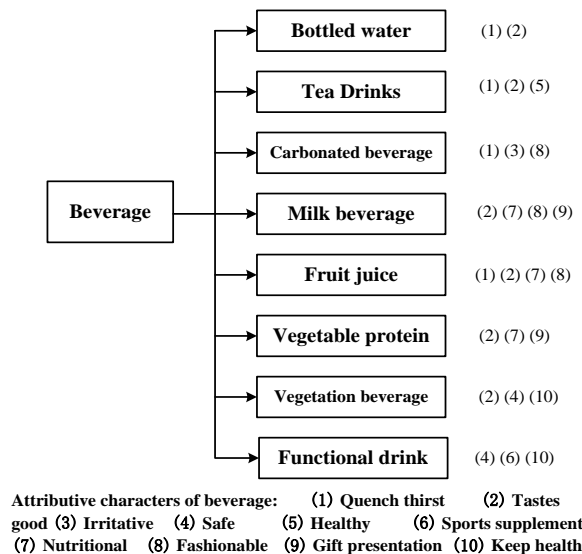 Bottled water (1) (2)
Tea Drinks (1) (2) (5)
Carbonated beverage (1) (3) (8)
Beverage Milk beverage (2) (7) (8) (9)
Fruit juice (1) (2) (7) (8)
Vegetable protein (2) (7) (9)
Vegetation beverage (2) (4) (10)
Functional drink (4) (6) (10)
Attributive characters of beverage: (1) Quench thirst (2) Tastes
good (3) Irritative (4) Safe (5) Healthy (6) Sports supplement
(7) Nutritional (8) Fashionable (9) Gift presentation (10) Keep health